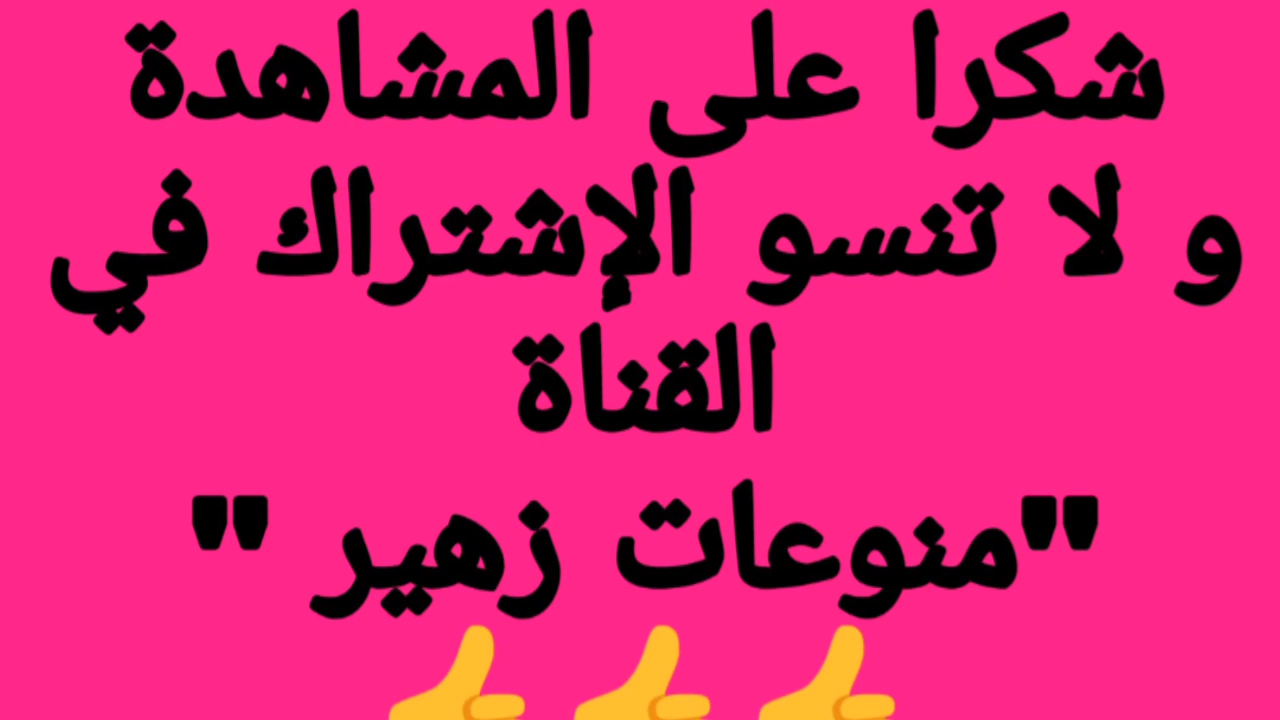 شكرا على المشاهدة
و لا تنسو الإشتراك في
القناة
"منوعات زهير "
👍👍👍